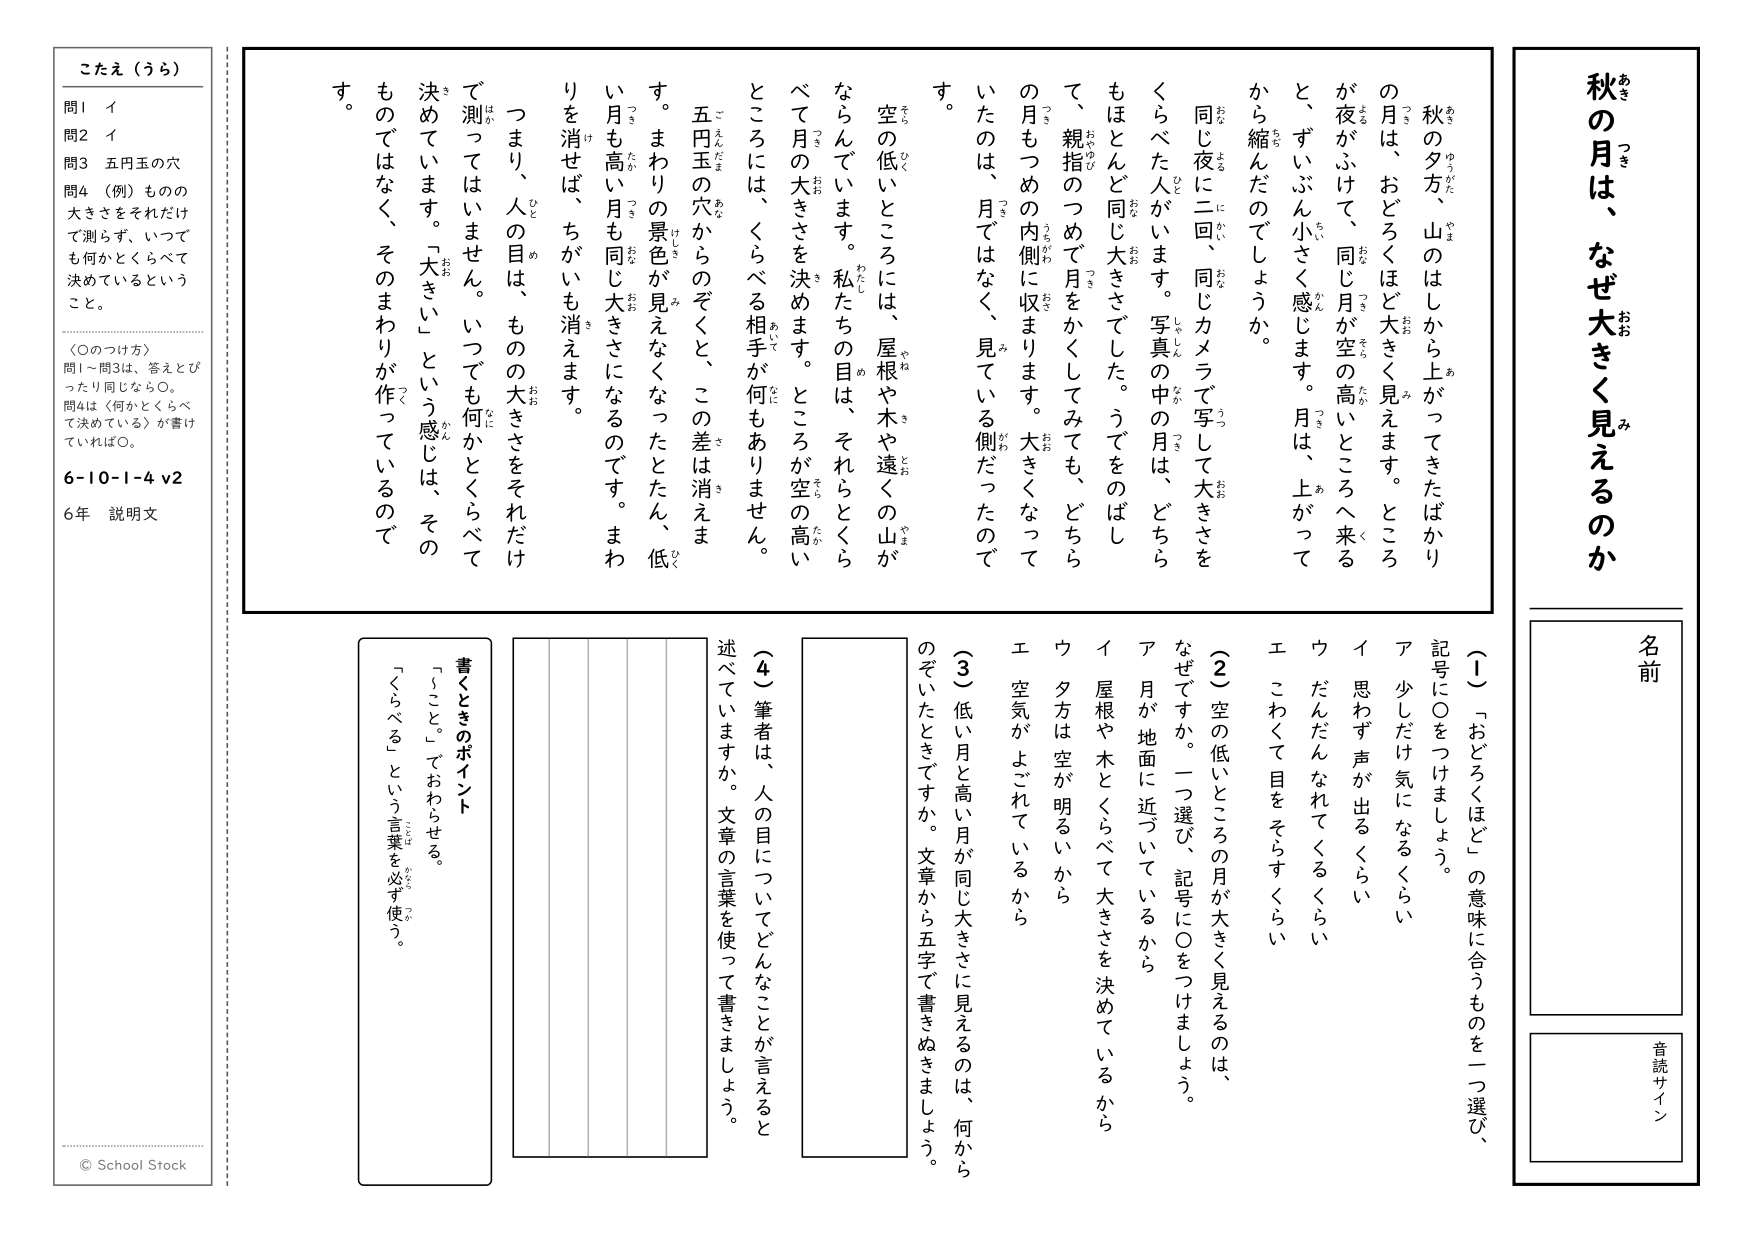 秋の月は、なぜ大きく見えるのか
名前
音読サイン
秋の夕方、山のはしから上がってきたばかり
の月は、おどろくほど大きく見えます。ところ
が夜がふけて、同じ月が空の高いところへ来る
と、ずいぶん小さく感じます。月は、上がって
から縮んだのでしょうか。
同じ夜に二回、同じカメラで写して大きさを
くらべた人がいます。写真の中の月は、どちら
もほとんど同じ大きさでした。うでをのばし
て、親指のつめで月をかくしてみても、どちら
の月もつめの内側に収まります。大きくなって
いたのは、月ではなく、見ている側だったので
す。
空の低いところには、屋根や木や遠くの山が
ならんでいます。私たちの目は、それらとくら
べて月の大きさを決めます。ところが空の高い
ところには、くらべる相手が何もありません。
五円玉の穴からのぞくと、この差は消えま
す。まわりの景色が見えなくなったとたん、低
い月も高い月も同じ大きさになるのです。まわ
りを消せば、ちがいも消えます。
つまり、人の目は、ものの大きさをそれだけ
で測ってはいません。いつでも何かとくらべて
決めています。「大きい」という感じは、その
ものではなく、そのまわりが作っているので
す。
(1)「おどろくほど」の意味に合うものを一つ選び、
記号に○をつけましょう。
ア 少しだけ 気に なるくらい
イ 思わず 声が 出る くらい
ウ だんだん なれて くる くらい
エ こわくて 目を そらす くらい
(2) 空の低いところの月が大きく見えるのは、
なぜですか。一つ選び、記号に○をつけましょう。
ア 月が 地面に 近づいて いる から
イ 屋根や 木と くらべて 大きさを 決めて いる から
ウ 夕方は 空が 明るい から
エ 空気が よごれて いる から
(3) 低い月と高い月が同じ大きさに見えるのは、何から
のぞいたときですか。文章から五字で書きぬきましょう。
(4) 筆者は、人の目についてどんなことが言えると
述べていますか。文章の言葉を使って書きましょう。
書くときのポイント
「〜こと。」でおわらせる。
「くらべる」という言葉を必ず使う。
こたえ（うら）
問1 イ
問2 イ
問3 五円玉の穴
問4 （例）ものの
大きさをそれだけ
で測らず、いつで
も何かとくらべて
決めているという
こと。
〈○のつけ方〉
問1〜問3は、答えとぴ
ったり同じなら○。
問4は〈何かとくらべ
て決めている〉が書け
ていれば○。
6-10-1-4 v2
6年 説明文
© School Stock